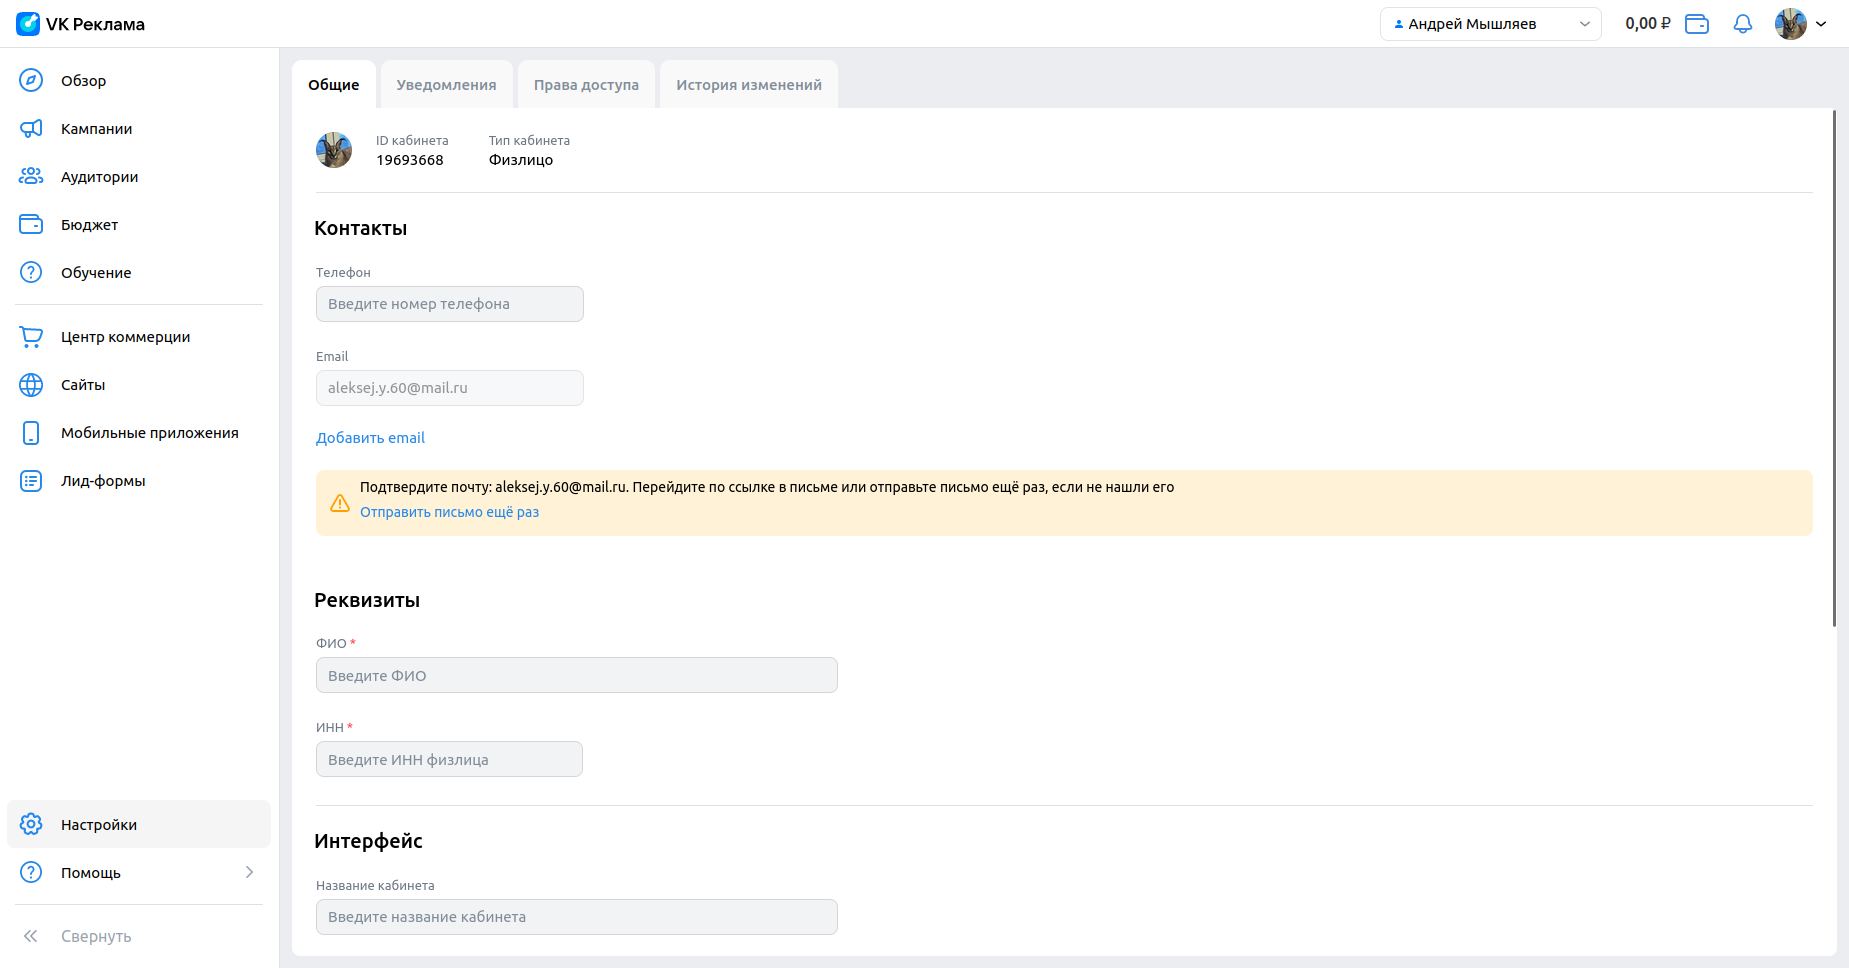 VK Реклама
Андрей Мышляев
0,00 ₽
Обзор
Кампании
Аудитории
Бюджет
Обучение
Центр коммерции
Сайты
Мобильные приложения
Лид-формы
Настройки
Помощь
Свернуть
Общие
Уведомления
Права доступа
История изменений
ID кабинета
19693668
Тип кабинета
Физлицо
Контакты
Телефон
Введите номер телефона
Email
aleksej.y.60@mail.ru
Добавить email
Подтвердите почту: aleksej.y.60@mail.ru. Перейдите по ссылке в письме или отправьте письмо ещё раз, если не нашли его
Отправить письмо ещё раз
Реквизиты
ФИО *
Введите ФИО
ИНН *
Введите ИНН физлица
Интерфейс
Название кабинета
Введите название кабинета